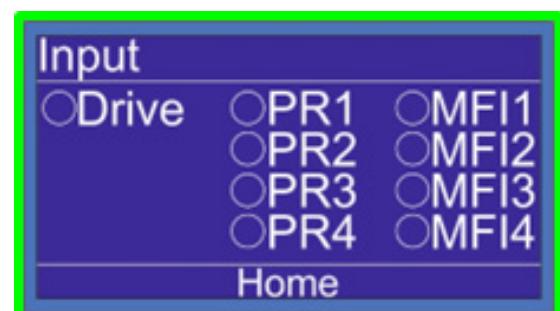 Input
○Drive ○PR1 ○MFI1
○PR2 ○MFI2
○PR3 ○MFI3
○PR4 ○MFI4
Home